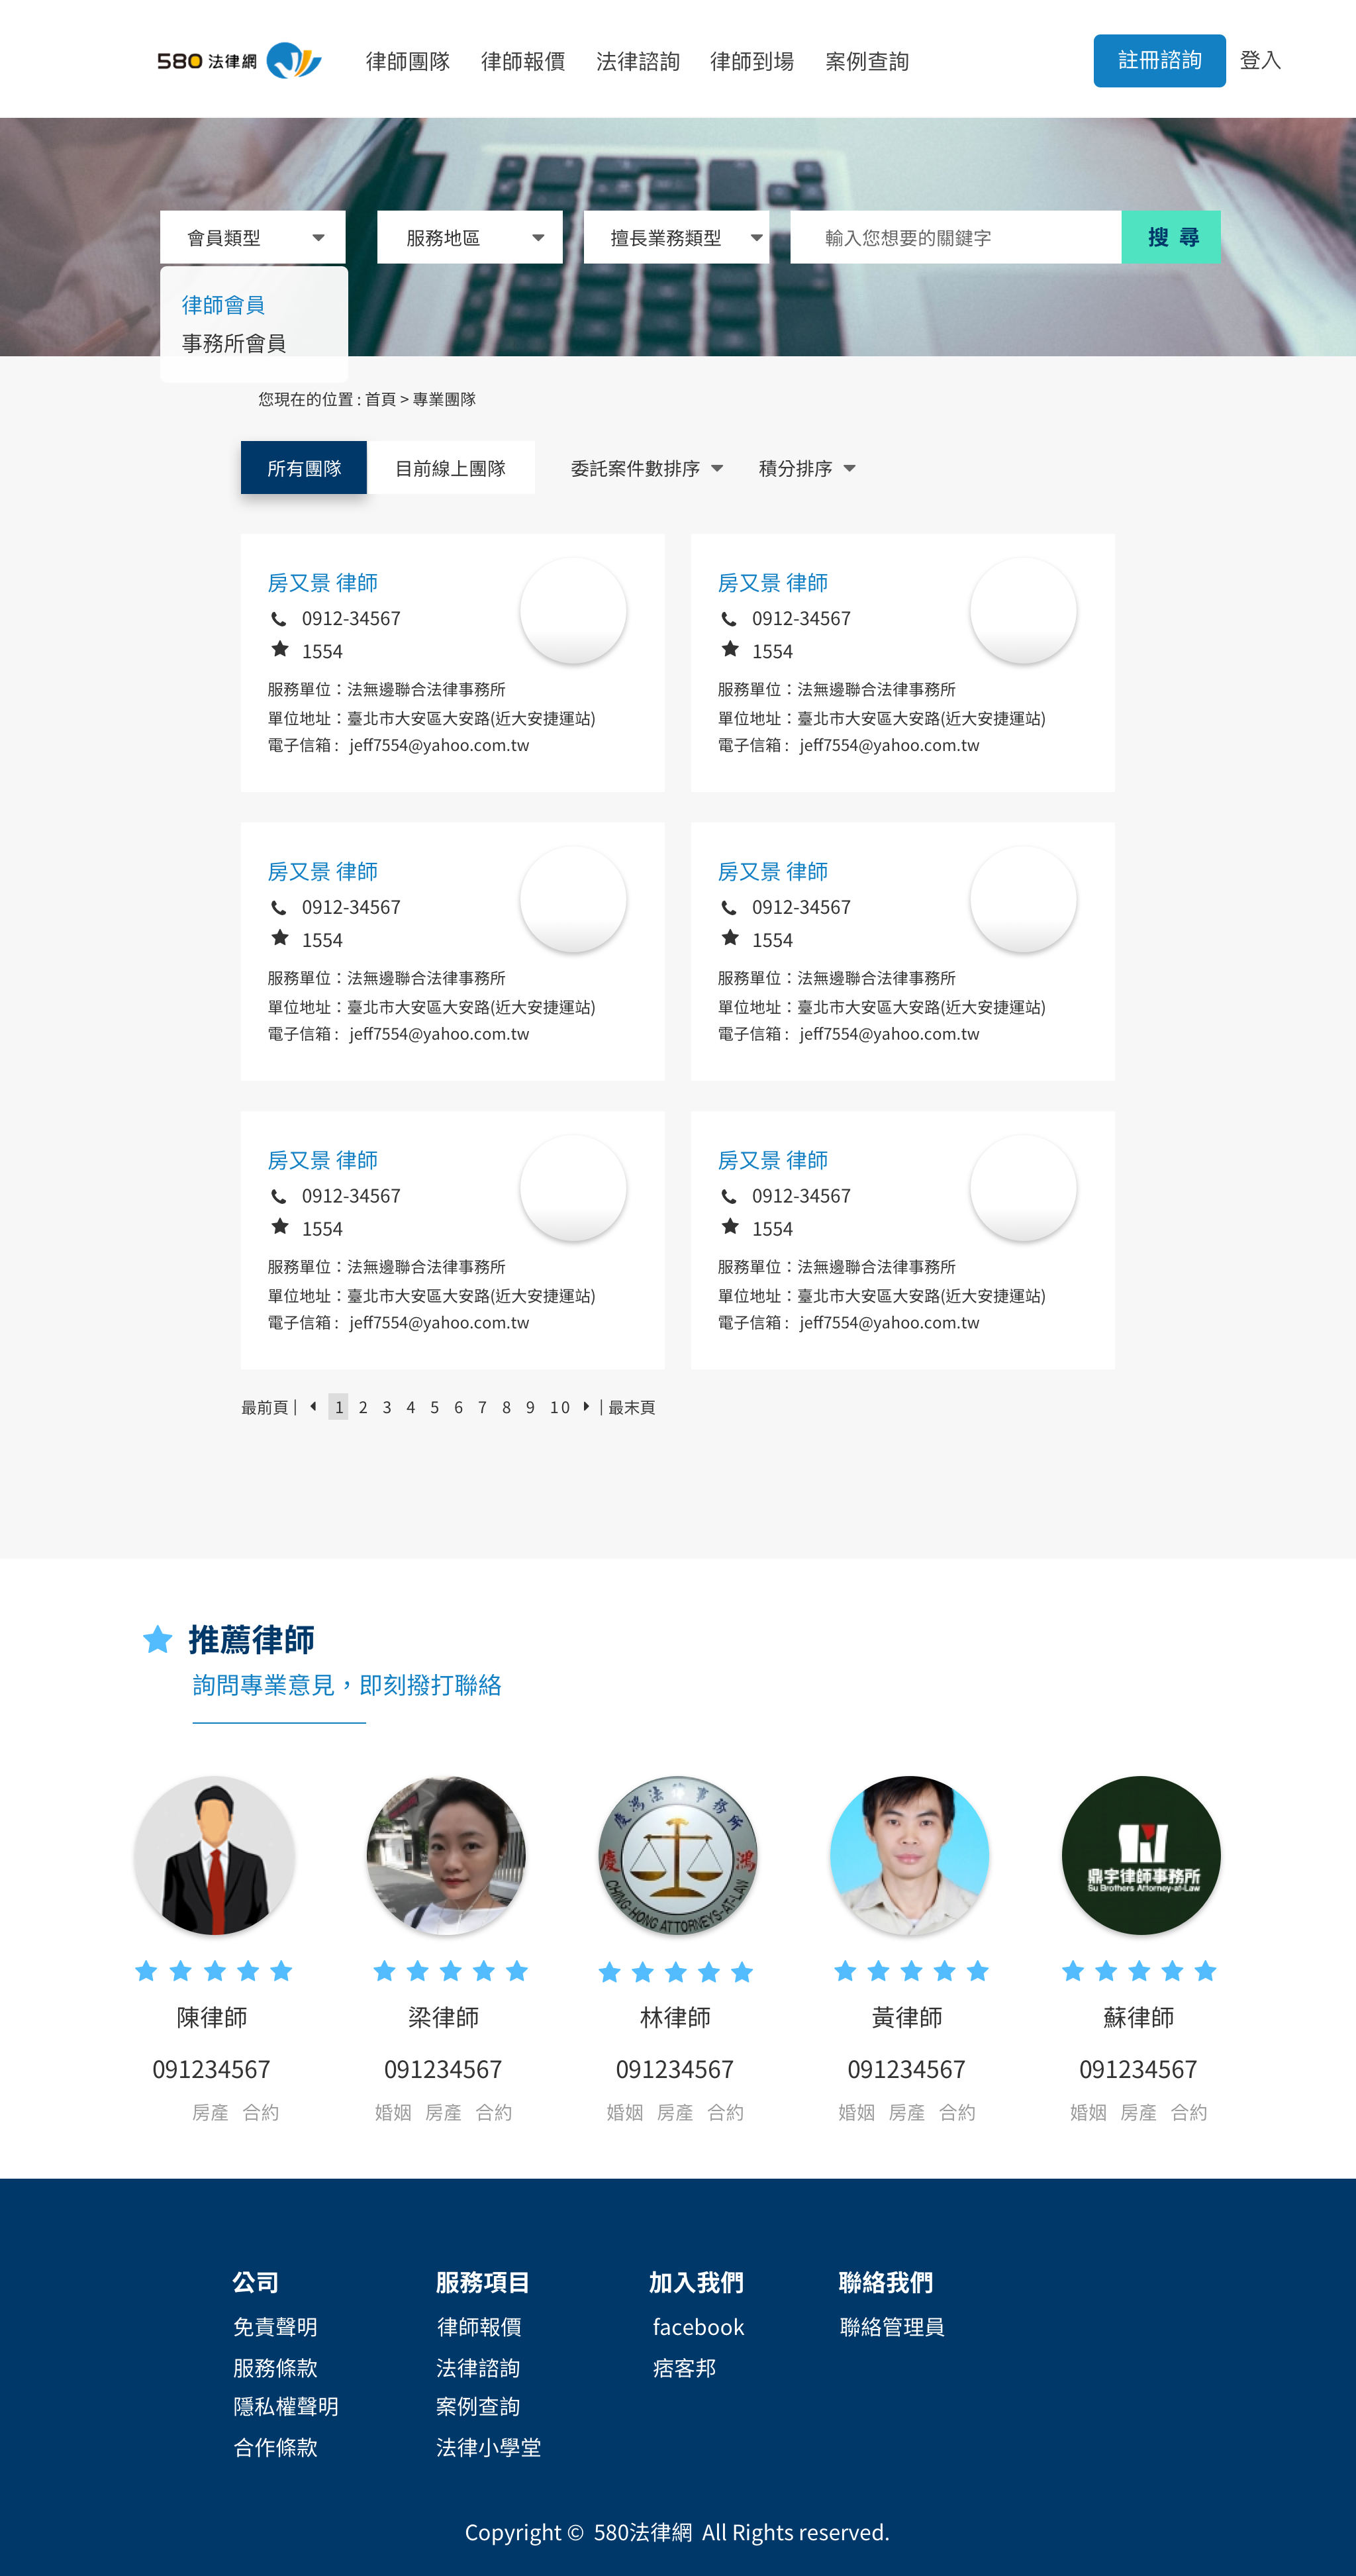 580 法律網 律師團隊 律師報價 法律諮詢 律師到場 案例查詢 註冊諮詢 登入
會員類型 服務地區 擅長業務類型 輸入您想要的關鍵字 搜 尋
律師會員
事務所會員
您現在的位置 : 首頁 > 專業團隊
所有團隊 目前線上團隊 委託案件數排序 積分排序
房又景 律師
0912-34567
1554
服務單位：法無邊聯合法律事務所
單位地址：臺北市大安區大安路(近大安捷運站)
電子信箱 : jeff7554@yahoo.com.tw
房又景 律師
0912-34567
1554
服務單位：法無邊聯合法律事務所
單位地址：臺北市大安區大安路(近大安捷運站)
電子信箱 : jeff7554@yahoo.com.tw
房又景 律師
0912-34567
1554
服務單位：法無邊聯合法律事務所
單位地址：臺北市大安區大安路(近大安捷運站)
電子信箱 : jeff7554@yahoo.com.tw
房又景 律師
0912-34567
1554
服務單位：法無邊聯合法律事務所
單位地址：臺北市大安區大安路(近大安捷運站)
電子信箱 : jeff7554@yahoo.com.tw
房又景 律師
0912-34567
1554
服務單位：法無邊聯合法律事務所
單位地址：臺北市大安區大安路(近大安捷運站)
電子信箱 : jeff7554@yahoo.com.tw
房又景 律師
0912-34567
1554
服務單位：法無邊聯合法律事務所
單位地址：臺北市大安區大安路(近大安捷運站)
電子信箱 : jeff7554@yahoo.com.tw
最前頁 | 1 2 3 4 5 6 7 8 9 10 | 最末頁
推薦律師
詢問專業意見，即刻撥打聯絡
慶鴻法律事務所
慶 鴻
CHING-HONG ATTORNEYS-AT-LAW
鼎宇律師事務所
Su Brothers Attorney-at-Law
陳律師 梁律師 林律師 黃律師 蘇律師
091234567 091234567 091234567 091234567 091234567
房產 合約 婚姻 房產 合約 婚姻 房產 合約 婚姻 房產 合約 婚姻 房產 合約
公司
免責聲明
服務條款
隱私權聲明
合作條款
服務項目
律師報價
法律諮詢
案例查詢
法律小學堂
加入我們
facebook
痞客邦
聯絡我們
聯絡管理員
Copyright © 580法律網 All Rights reserved.